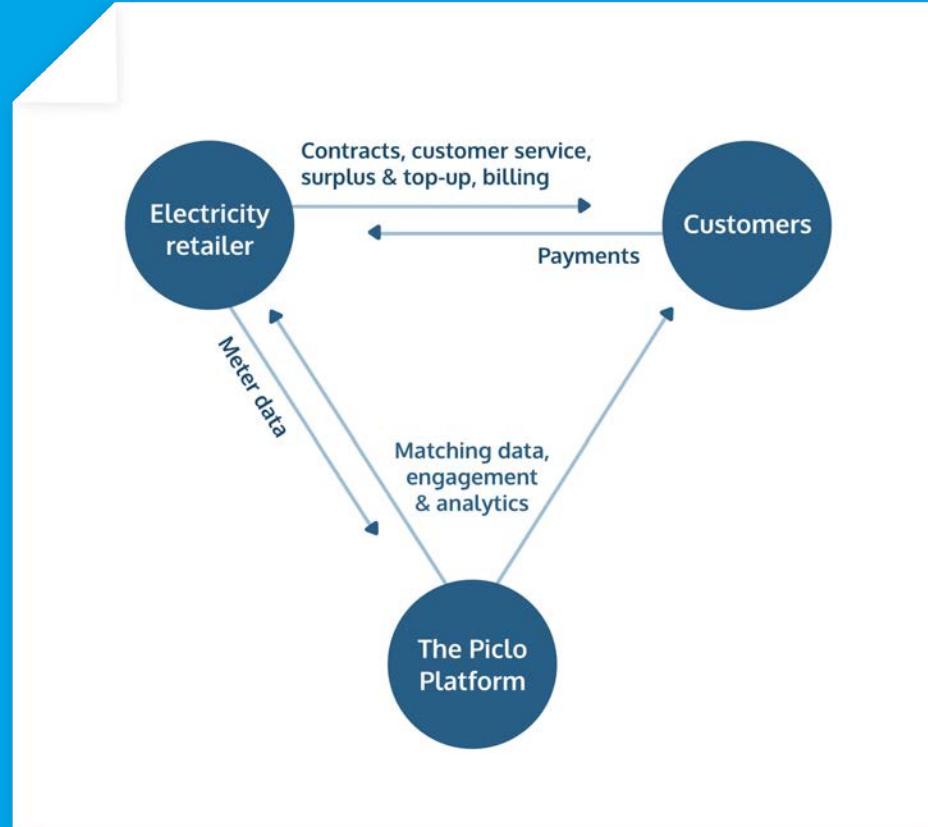 Contracts, customer service,
surplus & top-up, billing
Electricity
retailer
Customers
Payments
Meter data
Matching data,
engagement
& analytics
The Piclo
Platform